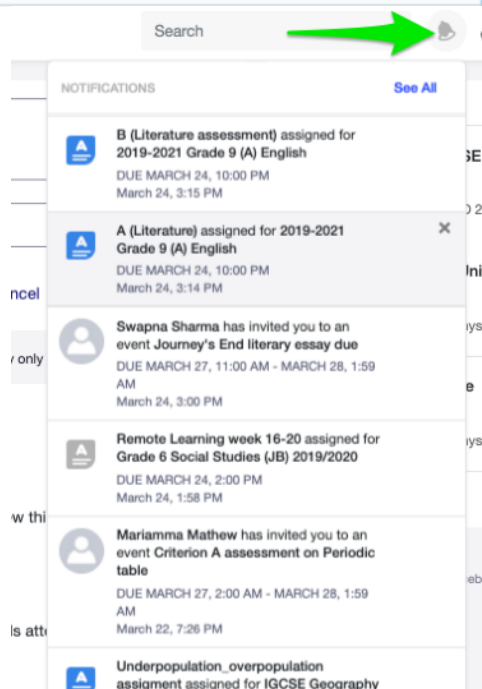 Search
NOTIFICATIONS See All
B (Literature assessment) assigned for
2019-2021 Grade 9 (A) English
DUE MARCH 24, 10:00 PM
March 24, 3:15 PM
A (Literature) assigned for 2019-2021
Grade 9 (A) English
DUE MARCH 24, 10:00 PM
March 24, 3:14 PM
Swapna Sharma has invited you to an
event Journey's End literary essay due
DUE MARCH 27, 11:00 AM - MARCH 28, 1:59
AM
March 24, 3:00 PM
Remote Learning week 16-20 assigned for
Grade 6 Social Studies (JB) 2019/2020
DUE MARCH 24, 2:00 PM
March 24, 1:58 PM
Mariamma Mathew has invited you to an
event Criterion A assessment on Periodic
table
DUE MARCH 27, 2:00 AM - MARCH 28, 1:59
AM
March 22, 7:26 PM
Underpopulation_overpopulation
assigment assigned for IGCSE Geography
ncel
only
w thi
ls atte